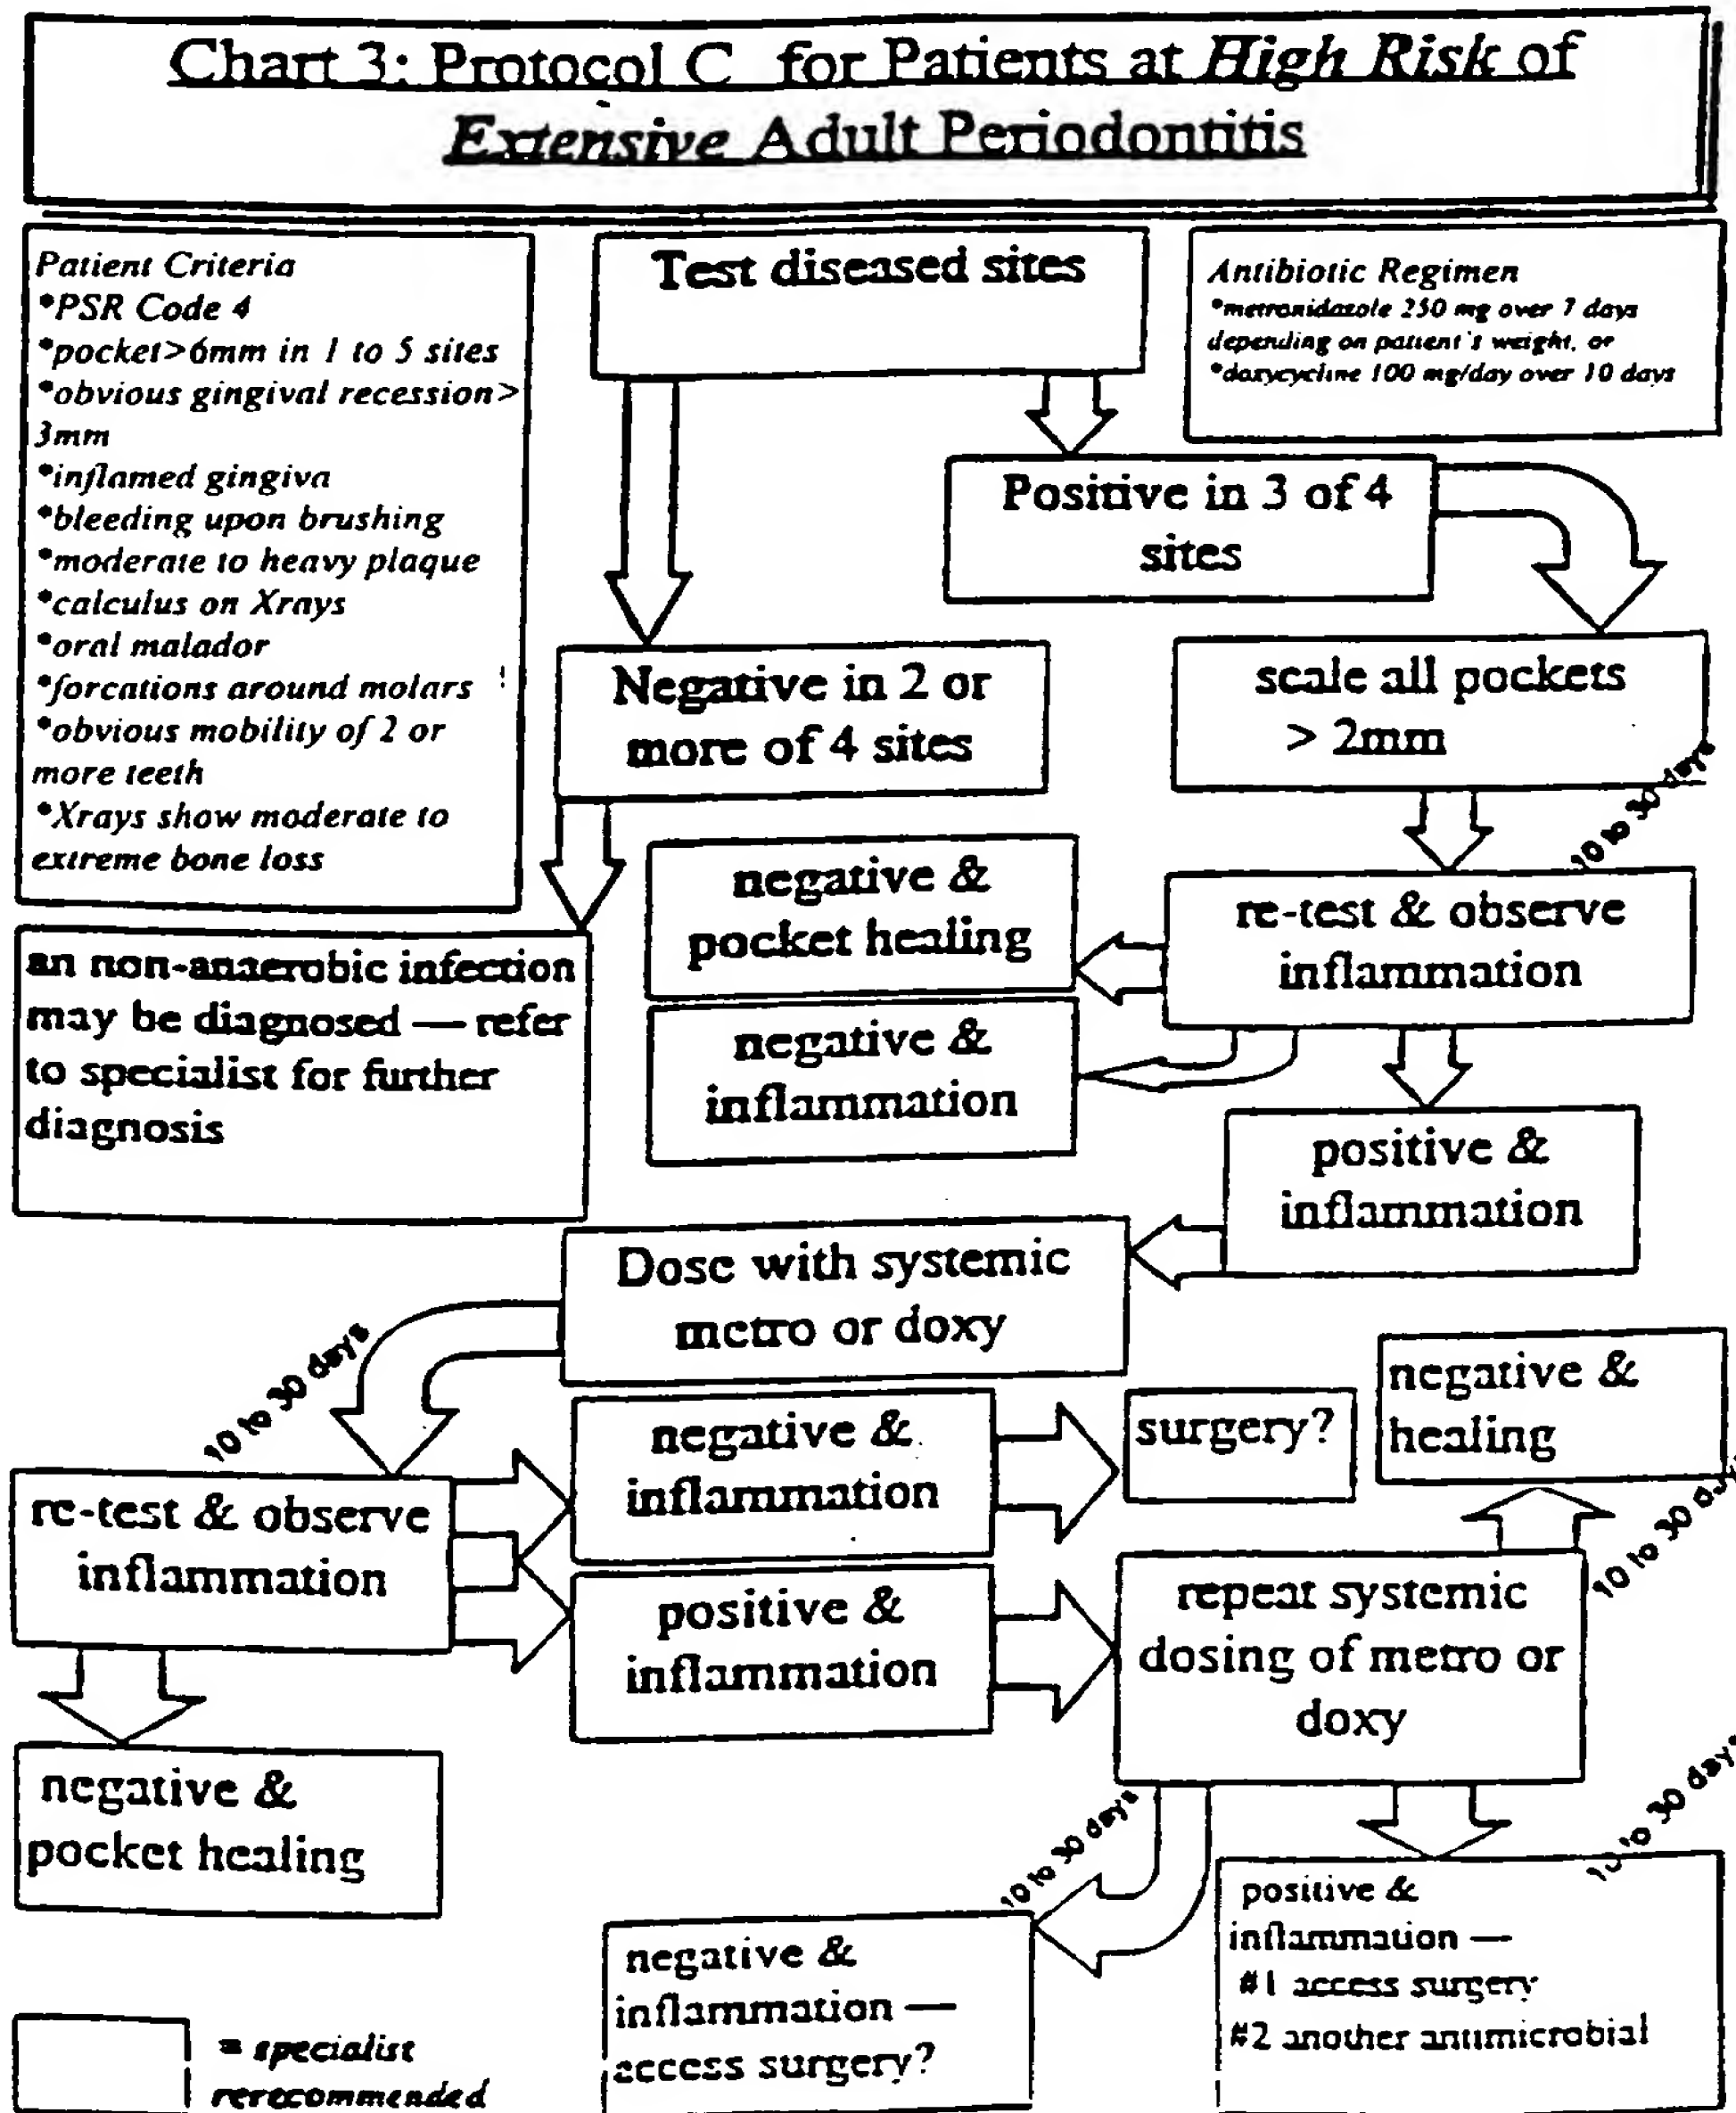 Chart 3: Protocol C for Patients at High Risk of
Extensive Adult Periodontitis
Patient Criteria
*PSR Code 4
*pocket>6mm in 1 to 5 sites
*obvious gingival recession>
3mm
*inflamed gingiva
*bleeding upon brushing
*moderate to heavy plaque
*calculus on Xrays
*oral malador
*forcations around molars
*obvious mobility of 2 or
more teeth
*Xrays show moderate to
extreme bone loss
Test diseased sites
Antibiotic Regimen
*metronidazole 250 mg over 7 days
depending on patient's weight, or
*doxycycline 100 mg/day over 10 days
Positive in 3 of 4
sites
Negative in 2 or
more of 4 sites
scale all pockets
> 2mm
10 to 30 days
negative &
pocket healing
re-test & observe
inflammation
an non-anaerobic infection
may be diagnosed — refer
to specialist for further
diagnosis
negative &
inflammation
positive &
inflammation
Dose with systemic
metro or doxy
10 to 30 days
negative &
healing
negative &
inflammation
surgery?
re-test & observe
inflammation
10 to 30 days
positive &
inflammation
repeat systemic
dosing of metro or
doxy
negative &
pocket healing
10 to 30 days
10 to 30 days
negative &
inflammation —
access surgery?
positive &
inflammation —
#1 access surgery
#2 another antimicrobial
= specialist
rerecommended